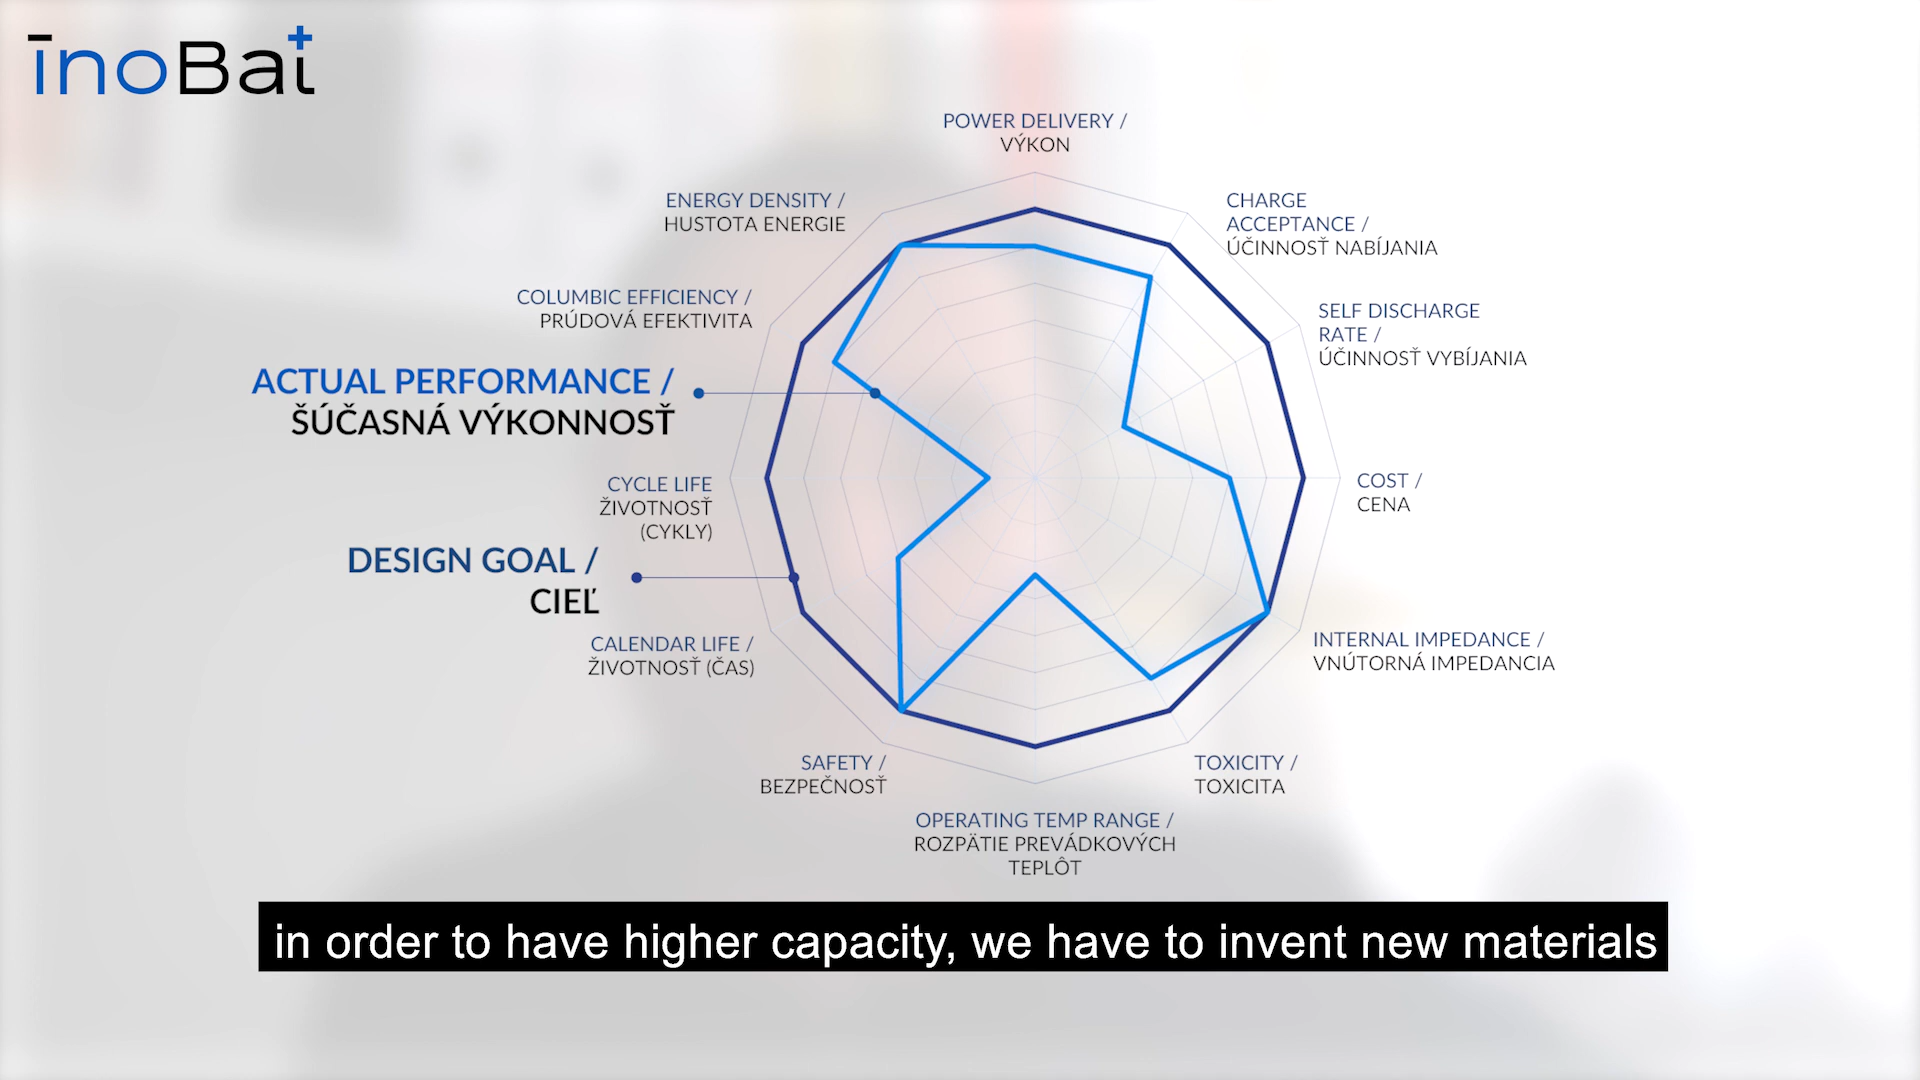 inoBat
POWER DELIVERY /
VÝKON
ENERGY DENSITY /
HUSTOTA ENERGIE
CHARGE
ACCEPTANCE /
ÚČINNOSŤ NABÍJANIA
COLUMBIC EFFICIENCY /
PRÚDOVÁ EFEKTIVITA
SELF DISCHARGE
RATE /
ÚČINNOSŤ VYBÍJANIA
ACTUAL PERFORMANCE /
ŠÚČASNÁ VÝKONNOSŤ
CYCLE LIFE
ŽIVOTNOSŤ
(CYKLY)
COST /
CENA
DESIGN GOAL /
CIEĽ
CALENDAR LIFE /
ŽIVOTNOSŤ (ČAS)
INTERNAL IMPEDANCE /
VNÚTORNÁ IMPEDANCIA
SAFETY /
BEZPEČNOSŤ
TOXICITY /
TOXICITA
OPERATING TEMP RANGE /
ROZPÄTIE PREVÁDKOVÝCH
TEPLÔT
in order to have higher capacity, we have to invent new materials